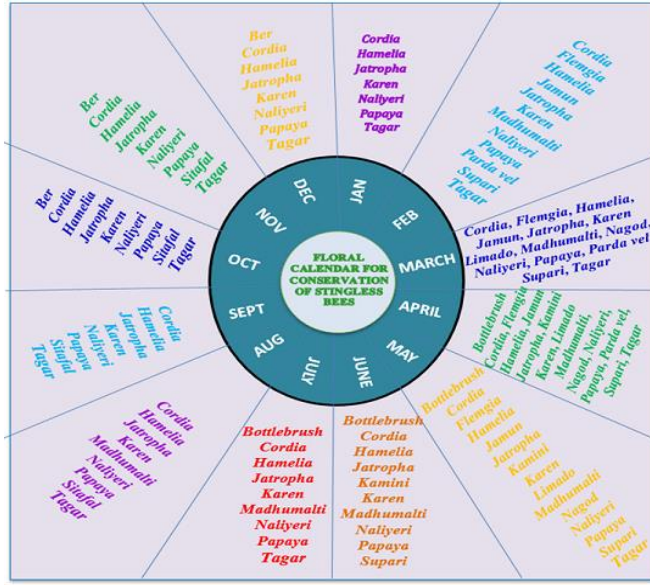 FLORAL
CALENDAR FOR
CONSERVATION
OF STINGLESS
BEES
JAN
Cordia
Hamelia
Jatropha
Karen
Naliyeri
Papaya
Tagar
FEB
Cordia
Flemgia
Hamelia
Jamun
Jatropha
Karen
Madhumalti
Naliyeri
Papaya
Parda vel
Supari
Tagar
MARCH
Cordia, Flemgia, Hamelia,
Jamun, Jatropha, Karen
Limado, Madhumalti, Nagod,
Naliyeri, Papaya, Parda vel
Supari, Tagar
APRIL
Bottlebrush
Cordia, Flemgia
Hamelia, Jamun
Jatropha, Kamini
Karen, Limado
Madhumalti,
Nagod, Naliyeri,
Papaya, Parda vel,
Supari, Tagar
MAY
Bottlebrush
Cordia
Flemgia
Hamelia
Jamun
Jatropha
Kamini
Karen
Limado
Madhumalti
Nagod
Naliyeri
Papaya
Supari
Tagar
JUNE
Bottlebrush
Cordia
Hamelia
Jatropha
Kamini
Karen
Madhumalti
Naliyeri
Papaya
Supari
JULY
Bottlebrush
Cordia
Hamelia
Jatropha
Karen
Madhumalti
Naliyeri
Papaya
Tagar
AUG
Cordia
Hamelia
Jatropha
Karen
Madhumalti
Naliyeri
Papaya
Sitafal
Tagar
SEPT
Cordia
Hamelia
Jatropha
Karen
Naliyeri
Papaya
Sitafal
Tagar
OCT
Ber
Cordia
Hamelia
Jatropha
Karen
Naliyeri
Papaya
Sitafal
Tagar
NOV
Ber
Cordia
Hamelia
Jatropha
Karen
Naliyeri
Papaya
Sitafal
Tagar
DEC
Ber
Cordia
Hamelia
Jatropha
Karen
Naliyeri
Papaya
Tagar